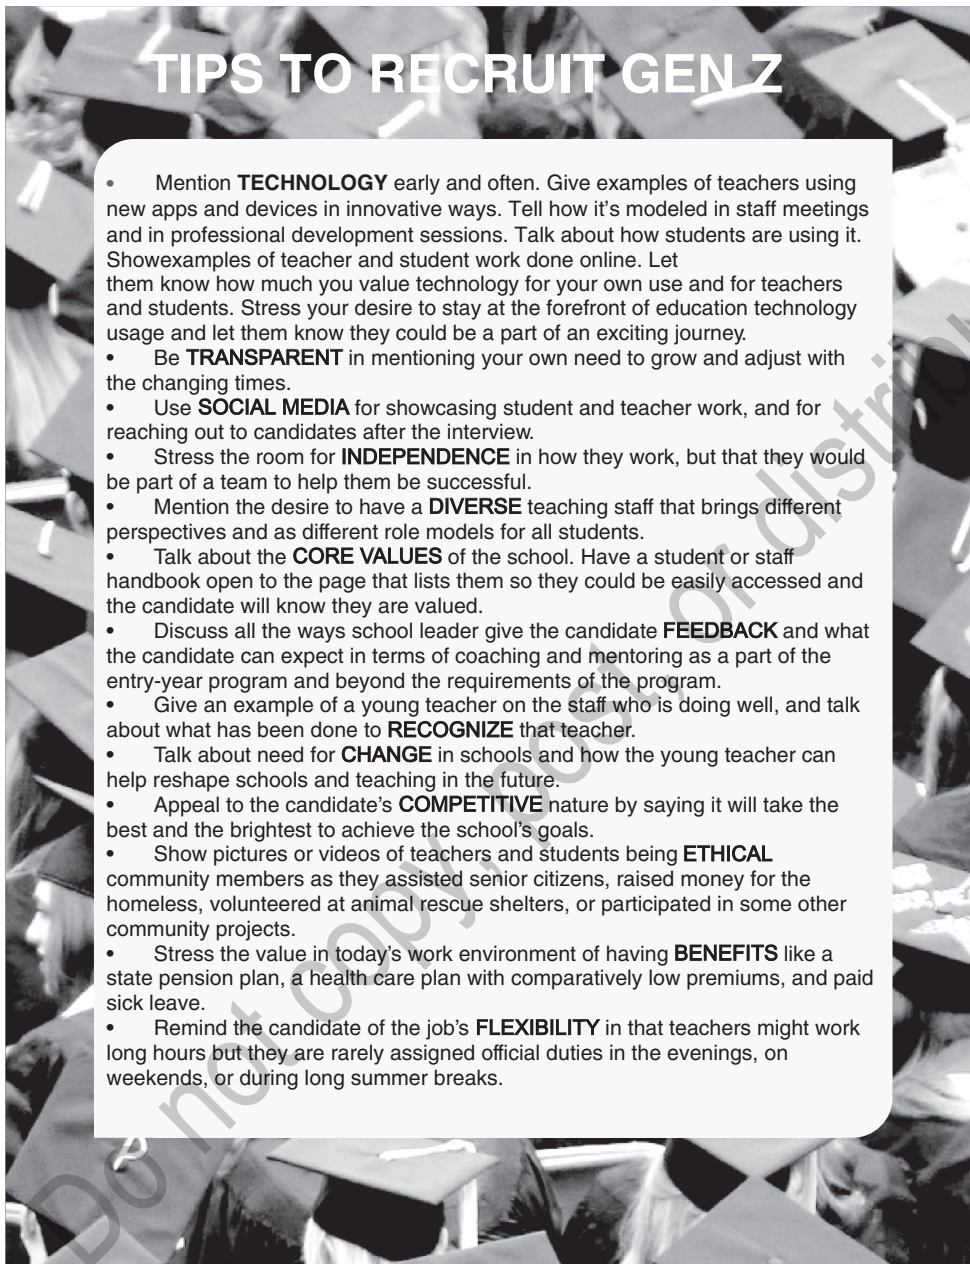 TIPS TO RECRUIT GEN Z
• Mention TECHNOLOGY early and often. Give examples of teachers using
new apps and devices in innovative ways. Tell how it's modeled in staff meetings
and in professional development sessions. Talk about how students are using it.
Showexamples of teacher and student work done online. Let
them know how much you value technology for your own use and for teachers
and students. Stress your desire to stay at the forefront of education technology
usage and let them know they could be a part of an exciting journey.
• Be TRANSPARENT in mentioning your own need to grow and adjust with
the changing times.
• Use SOCIAL MEDIA for showcasing student and teacher work, and for
reaching out to candidates after the interview.
• Stress the room for INDEPENDENCE in how they work, but that they would
be part of a team to help them be successful.
• Mention the desire to have a DIVERSE teaching staff that brings different
perspectives and as different role models for all students.
• Talk about the CORE VALUES of the school. Have a student or staff
handbook open to the page that lists them so they could be easily accessed and
the candidate will know they are valued.
• Discuss all the ways school leader give the candidate FEEDBACK and what
the candidate can expect in terms of coaching and mentoring as a part of the
entry-year program and beyond the requirements of the program.
• Give an example of a young teacher on the staff who is doing well, and talk
about what has been done to RECOGNIZE that teacher.
• Talk about need for CHANGE in schools and how the young teacher can
help reshape schools and teaching in the future.
• Appeal to the candidate's COMPETITIVE nature by saying it will take the
best and the brightest to achieve the school's goals.
• Show pictures or videos of teachers and students being ETHICAL
community members as they assisted senior citizens, raised money for the
homeless, volunteered at animal rescue shelters, or participated in some other
community projects.
• Stress the value in today's work environment of having BENEFITS like a
state pension plan, a health care plan with comparatively low premiums, and paid
sick leave.
• Remind the candidate of the job's FLEXIBILITY in that teachers might work
long hours but they are rarely assigned official duties in the evenings, on
weekends, or during long summer breaks.
Do not copy, post, or